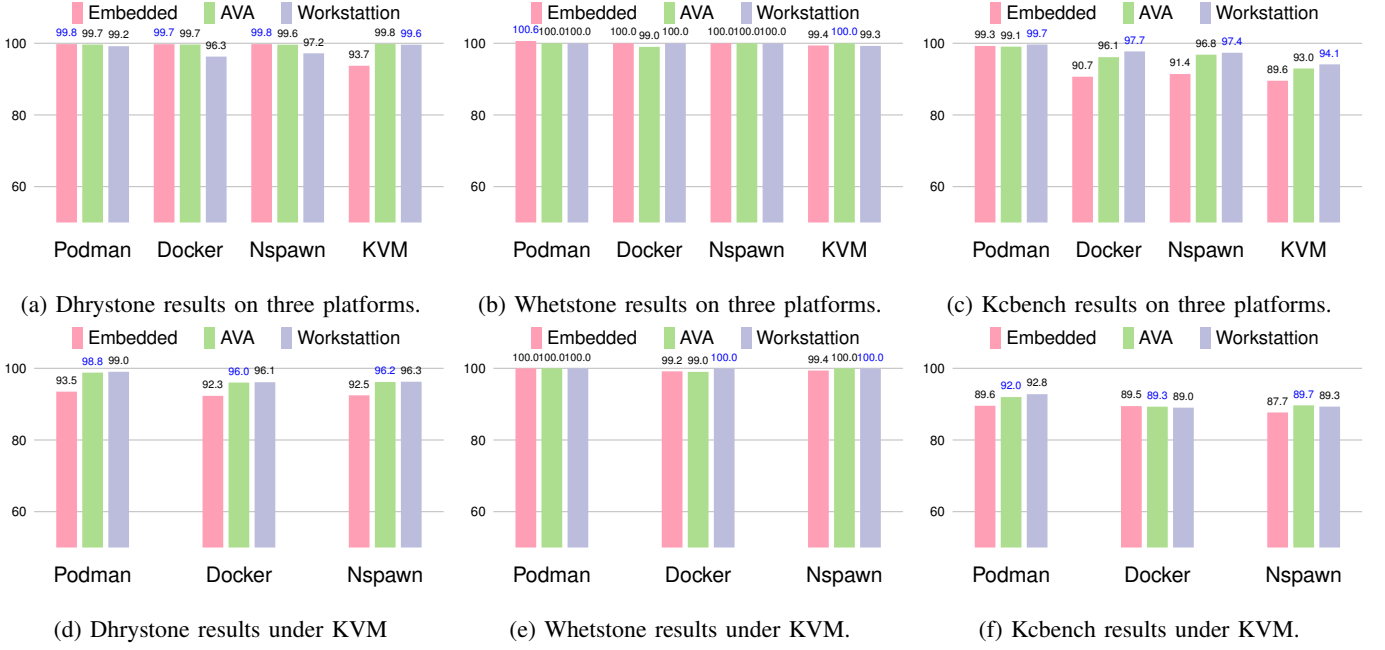 Embedded AVA Workstattion
99.8 99.7 99.2 99.7 99.7 96.3 99.8 99.6 97.2 93.7 99.8 99.6
100
80
60
Podman Docker Nspawn KVM
(a) Dhrystone results on three platforms.
Embedded AVA Workstattion
100.6 100.0 100.0 100.0 99.0 100.0 100.0 100.0 100.0 99.4 100.0 99.3
100
80
60
Podman Docker Nspawn KVM
(b) Whetstone results on three platforms.
Embedded AVA Workstattion
99.3 99.1 99.7 90.7 96.1 97.7 91.4 96.8 97.4 89.6 93.0 94.1
100
80
60
Podman Docker Nspawn KVM
(c) Kcbench results on three platforms.
Embedded AVA Workstattion
93.5 98.8 99.0 92.3 96.0 96.1 92.5 96.2 96.3
100
80
60
Podman Docker Nspawn
(d) Dhrystone results under KVM
Embedded AVA Workstattion
100.0 100.0 100.0 99.2 99.0 100.0 99.4 100.0 100.0
100
80
60
Podman Docker Nspawn
(e) Whetstone results under KVM.
Embedded AVA Workstattion
89.6 92.0 92.8 89.5 89.3 89.0 87.7 89.7 89.3
100
80
60
Podman Docker Nspawn
(f) Kcbench results under KVM.